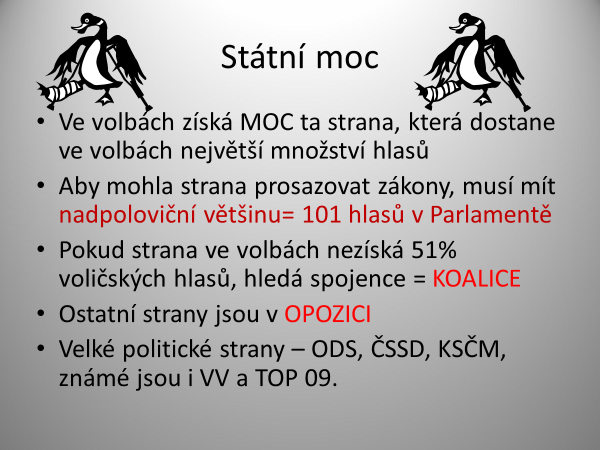 Státní moc
• Ve volbách získá MOC ta strana, která dostane
ve volbách největší množství hlasů
• Aby mohla strana prosazovat zákony, musí mít
nadpoloviční většinu= 101 hlasů v Parlamentě
• Pokud strana ve volbách nezíská 51%
voličských hlasů, hledá spojence = KOALICE
• Ostatní strany jsou v OPOZICI
• Velké politické strany – ODS, ČSSD, KSČM,
známé jsou i VV a TOP 09.